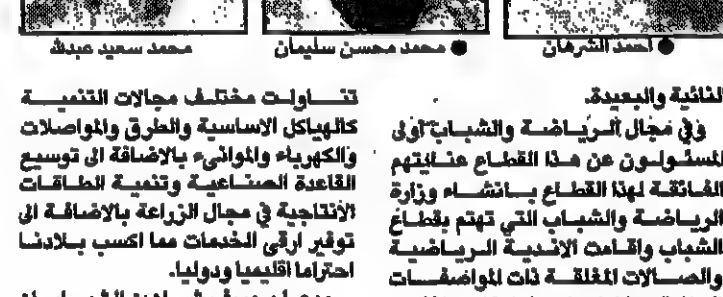 ● أحمد الشرهان
● محمد محسن سليمان
محمد سعيد عبدالله
النائية والبعيدة.
وفي مجال الرياضة والشباب أولى
المسئولون عن هذا القطاع عنايتهم
الفائقة لهذا القطاع بانشاء وزارة
الرياضة والشباب التي تهتم بقطاع
الشباب واقامت الاندية الرياضية
والصالات المغلقة ذات المواصفات
تناولت مختلف مجالات التنمية
كالهياكل الاساسية والطرق والمواصلات
والكهرباء والموانىء بالاضافة الى توسيع
القاعدة الصناعية وتنمية الطاقات
الأنتاجية في مجال الزراعة بالاضافة الى
توفير ارقى الخدمات مما اكسب بلادنا
احتراما اقليميا ودوليا.